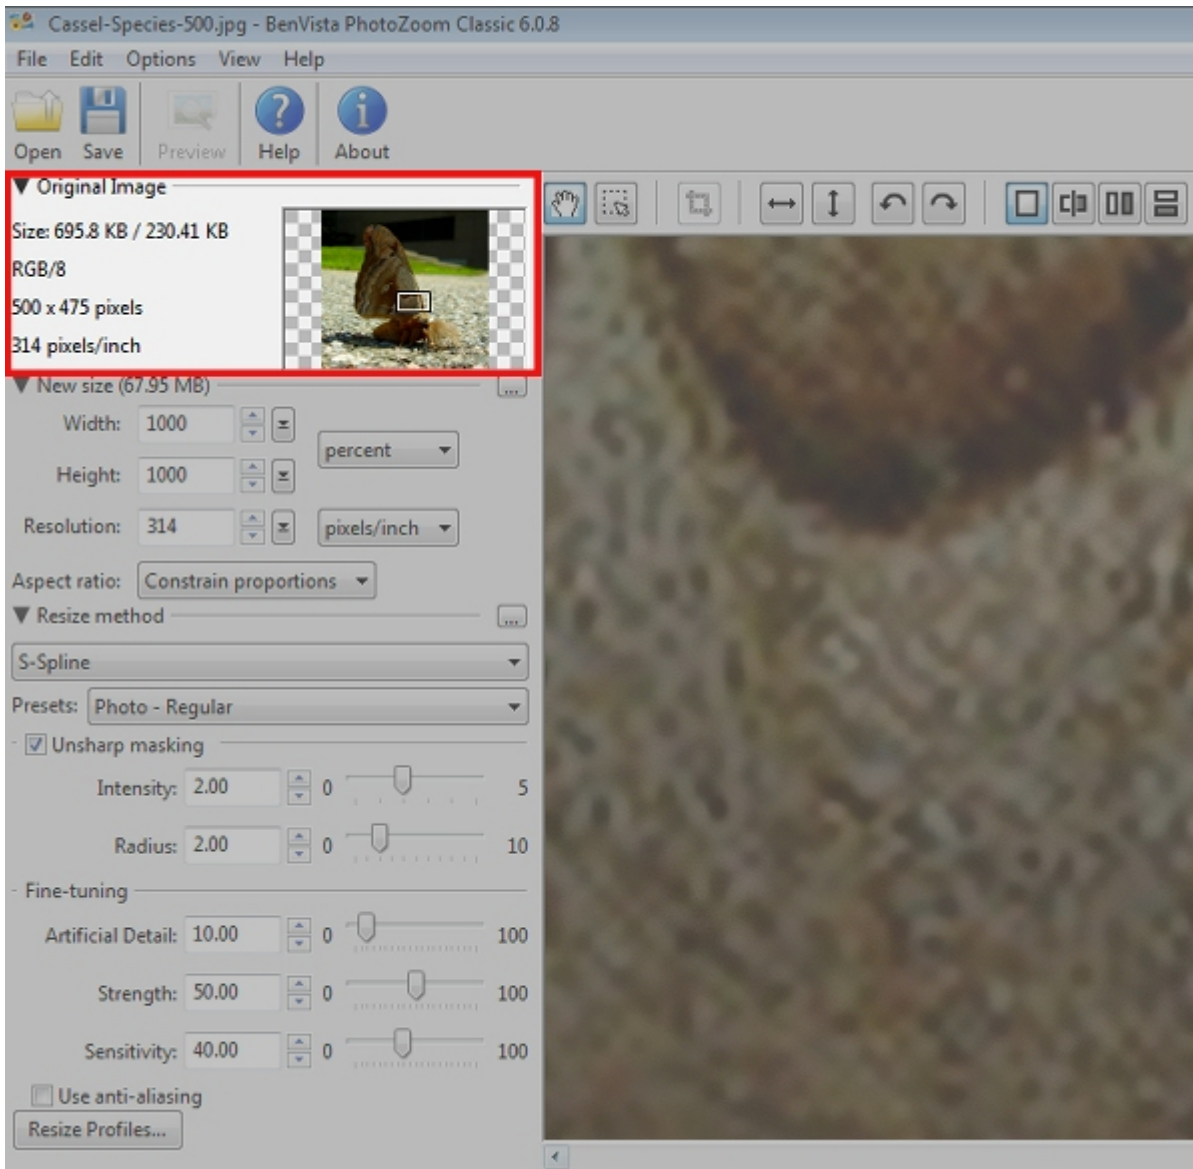 Cassel-Species-500.jpg - BenVista PhotoZoom Classic 6.0.8
File Edit Options View Help
Open Save Preview Help About
Original Image
Size: 695.8 KB / 230.41 KB
RGB/8
500 x 475 pixels
314 pixels/inch
New size (67.95 MB) ...
Width: 1000
percent
Height: 1000
Resolution: 314 pixels/inch
Aspect ratio: Constrain proportions
Resize method ...
S-Spline
Presets: Photo - Regular
Unsharp masking
Intensity: 2.00 0 5
Radius: 2.00 0 10
Fine-tuning
Artificial Detail: 10.00 0 100
Strength: 50.00 0 100
Sensitivity: 40.00 0 100
Use anti-aliasing
Resize Profiles...